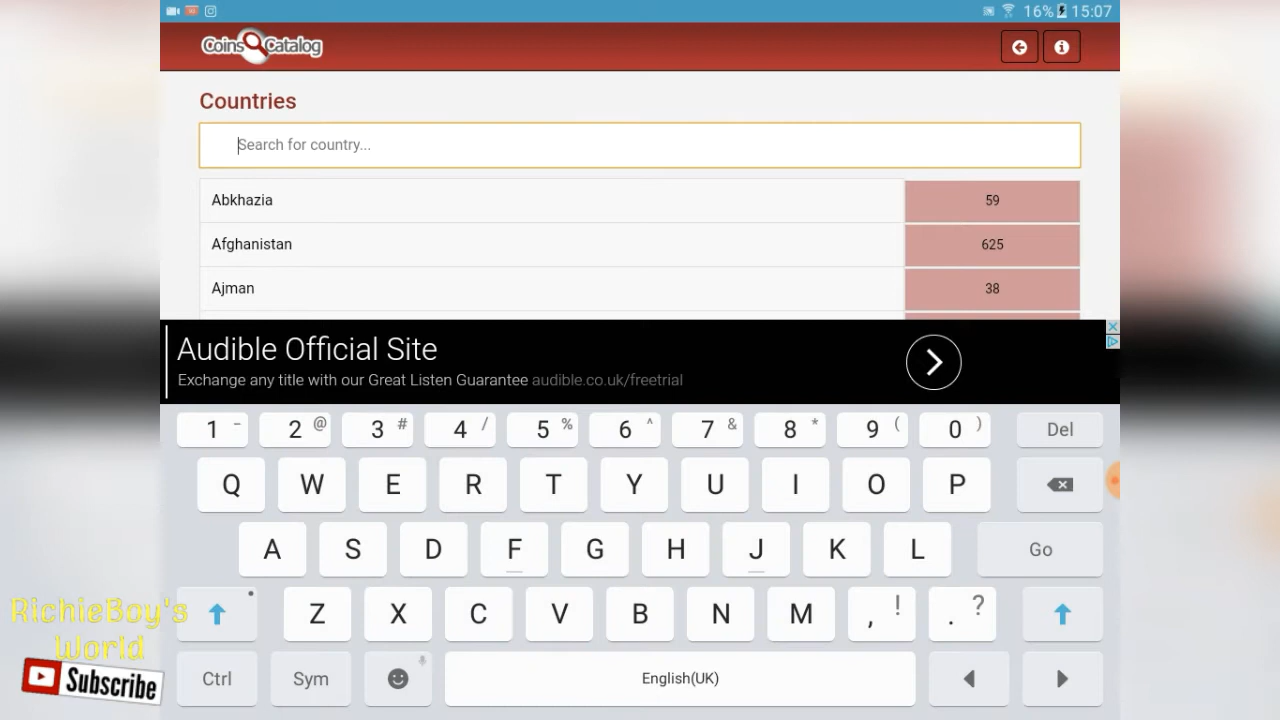 16% 15:07
Coins Catalog
Countries
Search for country...
Abkhazia 59
Afghanistan 625
Ajman 38
Audible Official Site
Exchange any title with our Great Listen Guarantee audible.co.uk/freetrial
1 - 2 @ 3 # 4 / 5 % 6 ^ 7 & 8 * 9 ( 0 ) Del
Q W E R T Y U I O P
A S D F G H J K L Go
Z X C V B N M , ! . ?
Ctrl Sym English(UK)
RichieBoy's
World
Subscribe